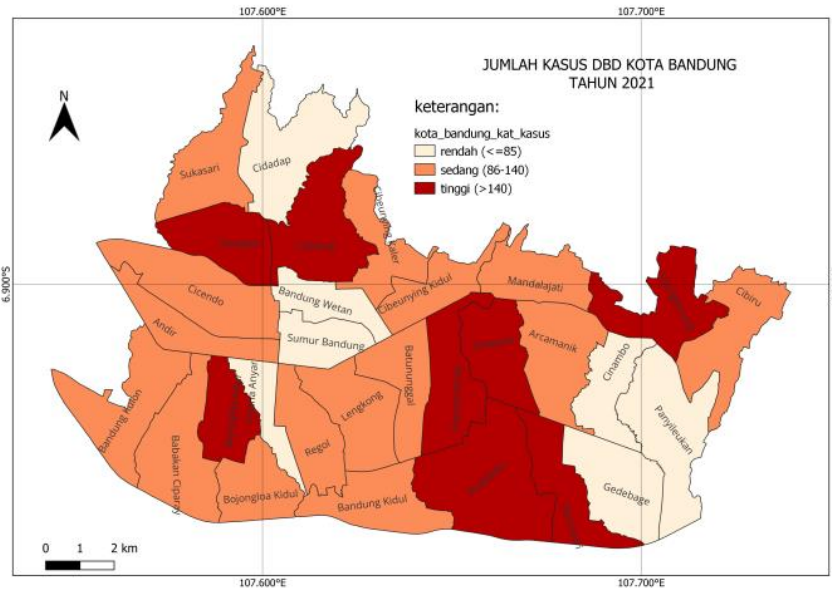 107.600°E
107.700°E
JUMLAH KASUS DBD KOTA BANDUNG
TAHUN 2021
N
keterangan:
kota_bandung_kat_kasus
rendah (<=85)
sedang (86-140)
tinggi (>140)
Sukasari
Cidadap
Cibeunying Kaler
6.900°S
Cicendo
Bandung Wetan
Cibeunying Kidul
Mandalajati
Cibiru
Andir
Sumur Bandung
Arcamanik
Cinambo
Batununggal
Anyar
Lengkong
Bandung Kulon
Panyileukan
Regol
Babakan Ciparay
Bojongloa Kidul
Bandung Kidul
Gedebage
0 1 2 km
107.600°E
107.700°E